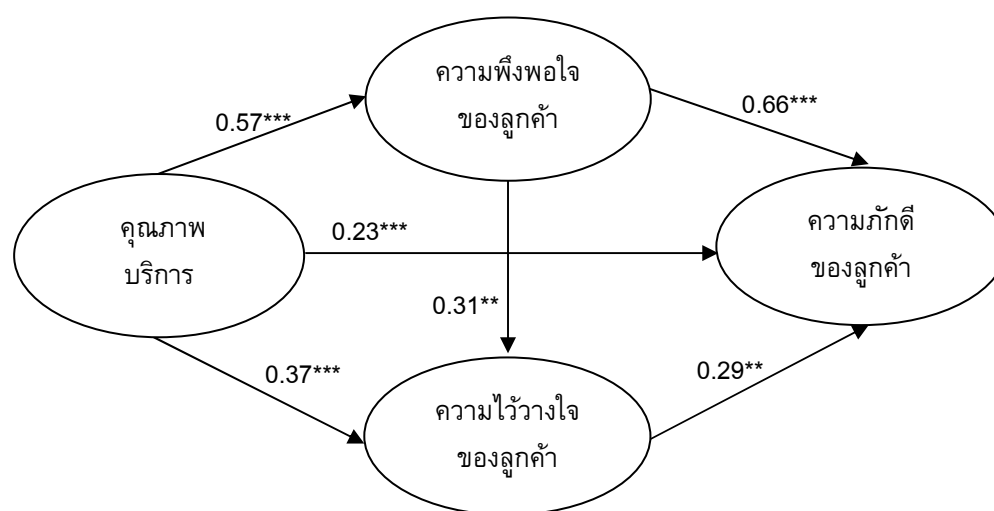 ความพึงพอใจ
ของลูกค้า
0.57***
0.66***
คุณภาพ
บริการ
0.23***
ความภักดี
ของลูกค้า
0.31**
0.37***
0.29**
ความไว้วางใจ
ของลูกค้า